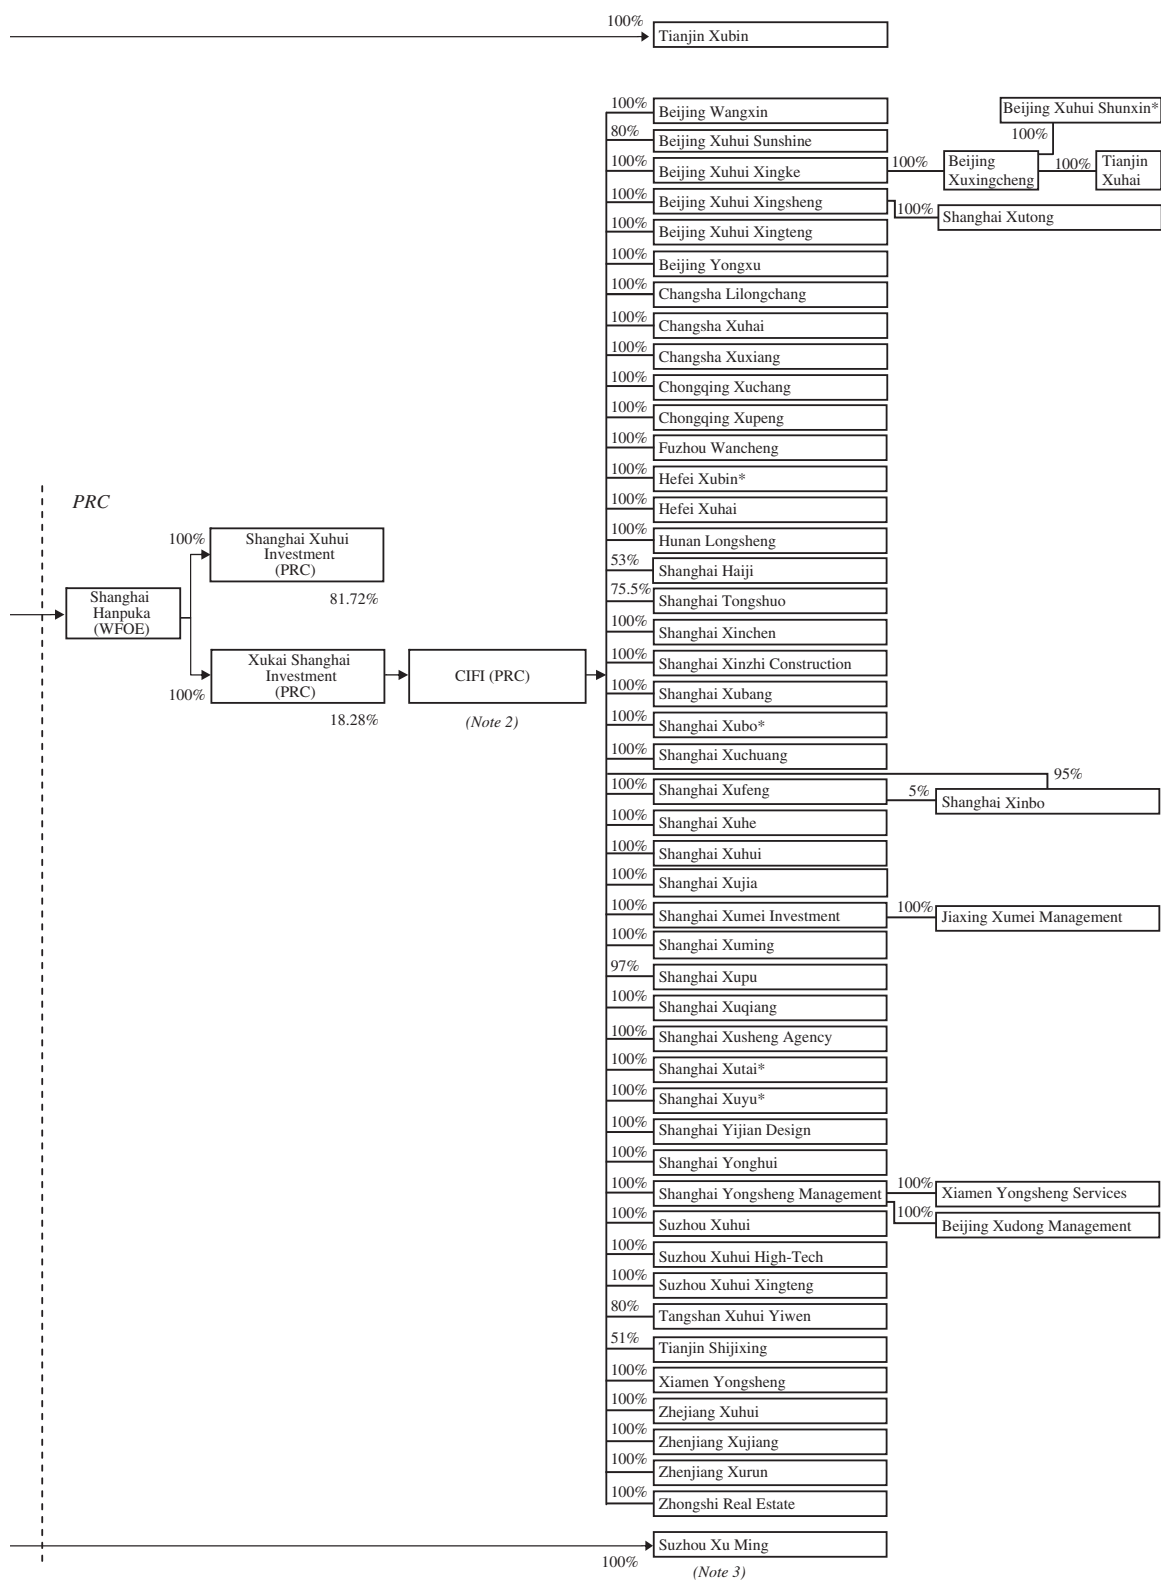 100%
Tianjin Xubin
100%
Beijing Wangxin
Beijing Xuhui Shunxin*
80%
Beijing Xuhui Sunshine
100%
100%
Beijing Xuhui Xingke
100%
Beijing
Xuxingcheng
100%
Tianjin
Xuhai
100%
Beijing Xuhui Xingsheng
100%
Shanghai Xutong
100%
Beijing Xuhui Xingteng
100%
Beijing Yongxu
100%
Changsha Lilongchang
100%
Changsha Xuhai
100%
Changsha Xuxiang
100%
Chongqing Xuchang
100%
Chongqing Xupeng
100%
Fuzhou Wancheng
100%
Hefei Xubin*
PRC
100%
Hefei Xuhai
100%
Hunan Longsheng
100%
Shanghai Xuhui
Investment
(PRC)
81.72%
53%
Shanghai Haiji
75.5%
Shanghai Tongshuo
Shanghai
Hanpuka
(WFOE)
100%
Shanghai Xinchen
100%
Shanghai Xinzhi Construction
100%
Xukai Shanghai
Investment
(PRC)
18.28%
CIFI (PRC)
(Note 2)
100%
Shanghai Xubang
100%
Shanghai Xubo*
100%
Shanghai Xuchuang
95%
100%
Shanghai Xufeng
5%
Shanghai Xinbo
100%
Shanghai Xuhe
100%
Shanghai Xuhui
100%
Shanghai Xujia
100%
Shanghai Xumei Investment
100%
Jiaxing Xumei Management
100%
Shanghai Xuming
97%
Shanghai Xupu
100%
Shanghai Xuqiang
100%
Shanghai Xusheng Agency
100%
Shanghai Xutai*
100%
Shanghai Xuyu*
100%
Shanghai Yijian Design
100%
Shanghai Yonghui
100%
Shanghai Yongsheng Management
100%
Xiamen Yongsheng Services
100%
Beijing Xudong Management
100%
Suzhou Xuhui
100%
Suzhou Xuhui High-Tech
100%
Suzhou Xuhui Xingteng
80%
Tangshan Xuhui Yiwen
51%
Tianjin Shijixing
100%
Xiamen Yongsheng
100%
Zhejiang Xuhui
100%
Zhenjiang Xujiang
100%
Zhenjiang Xurun
100%
Zhongshi Real Estate
100%
Suzhou Xu Ming
(Note 3)